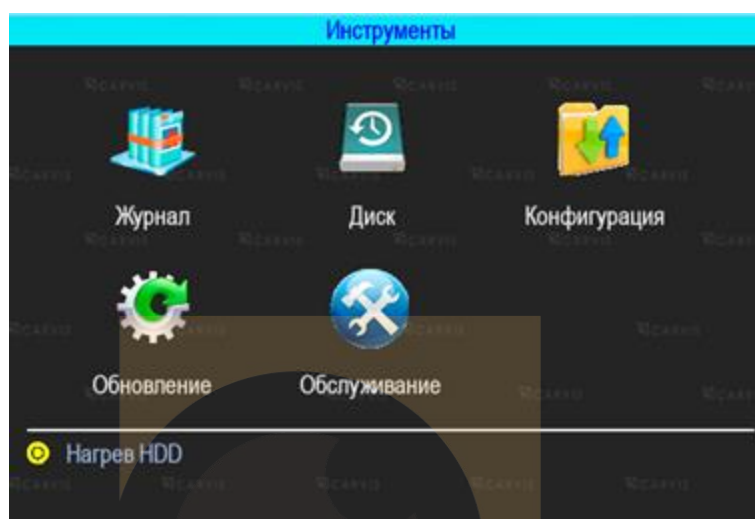 Инструменты
Журнал Диск Конфигурация
Обновление Обслуживание
Нагрев HDD